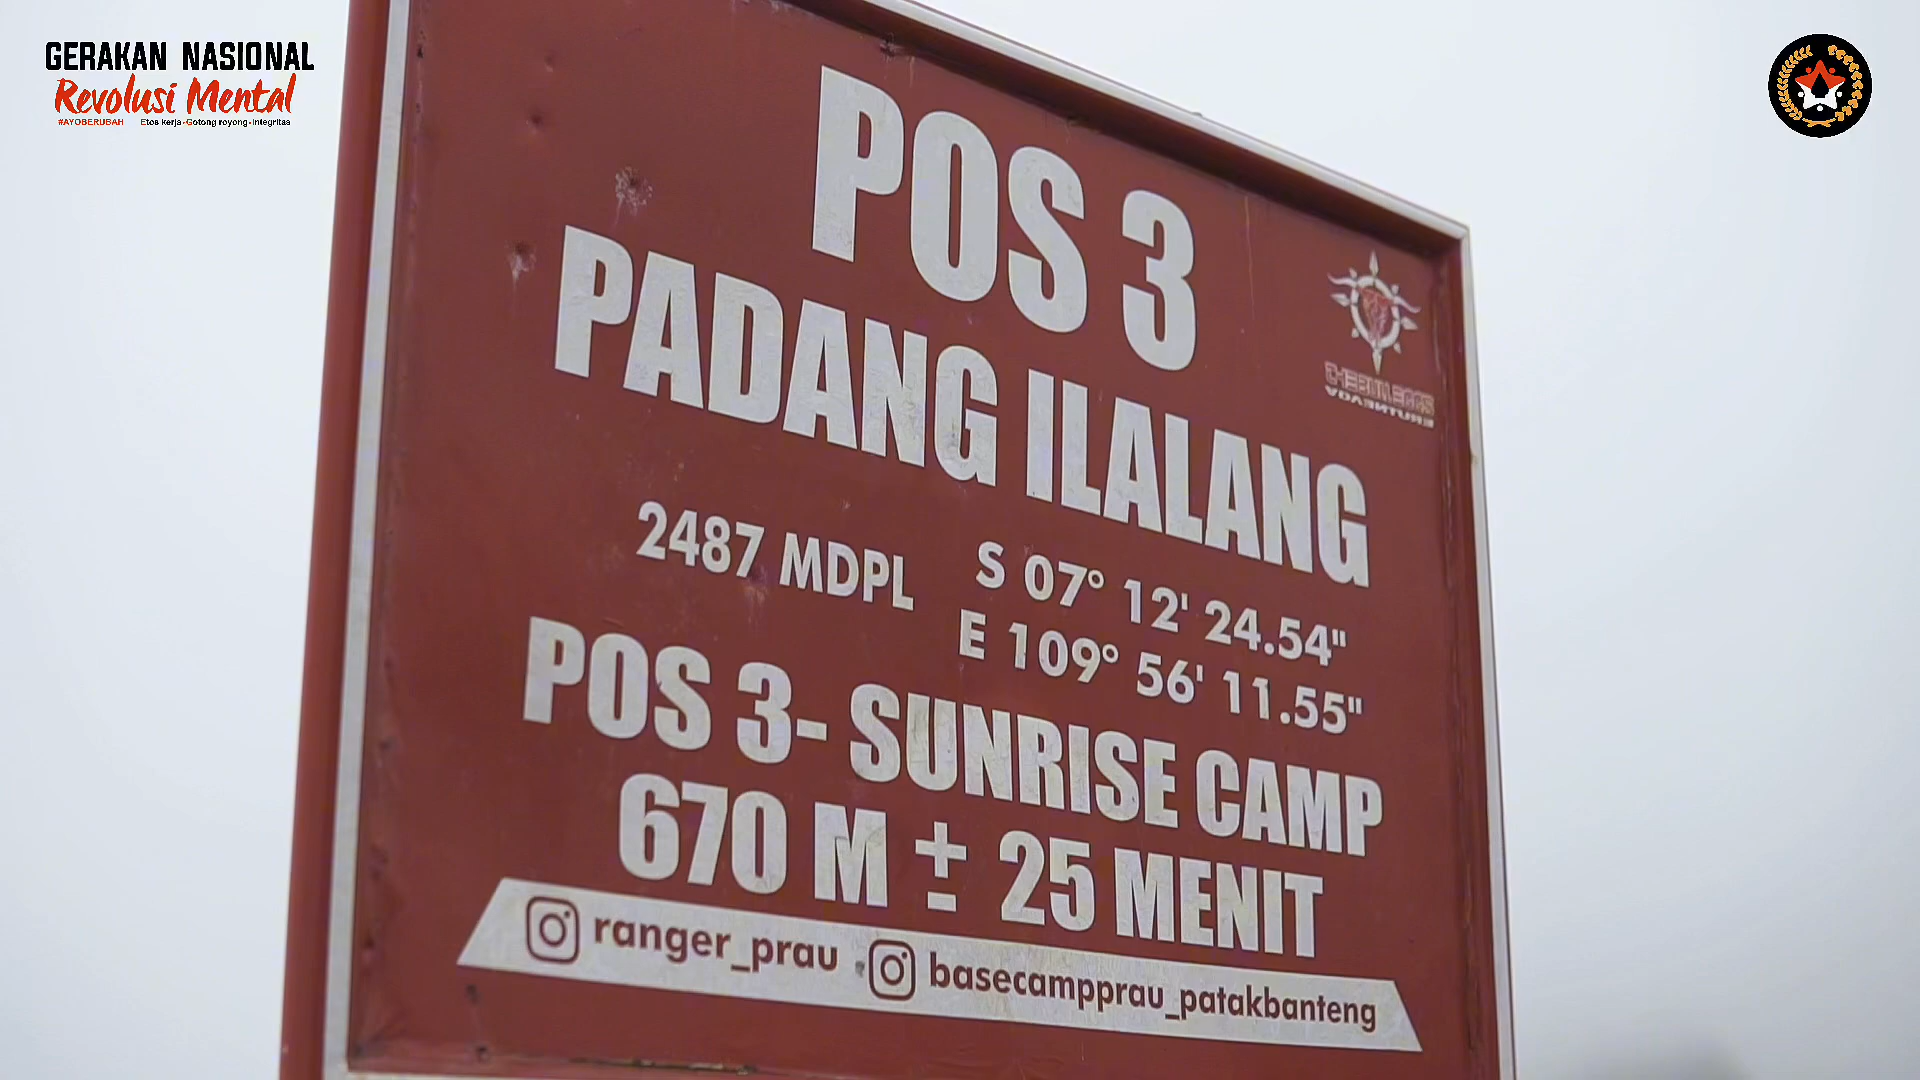 GERAKAN NASIONAL
Revolusi Mental
#AYOBERUBAH Etos kerja•Gotong royong•Integritas
POS 3
PADANG ILALANG
2487 MDPL
S 07° 12' 24.54"
E 109° 56' 11.55"
POS 3- SUNRISE CAMP
670 M ± 25 MENIT
ranger_prau basecampprau_patakbanteng